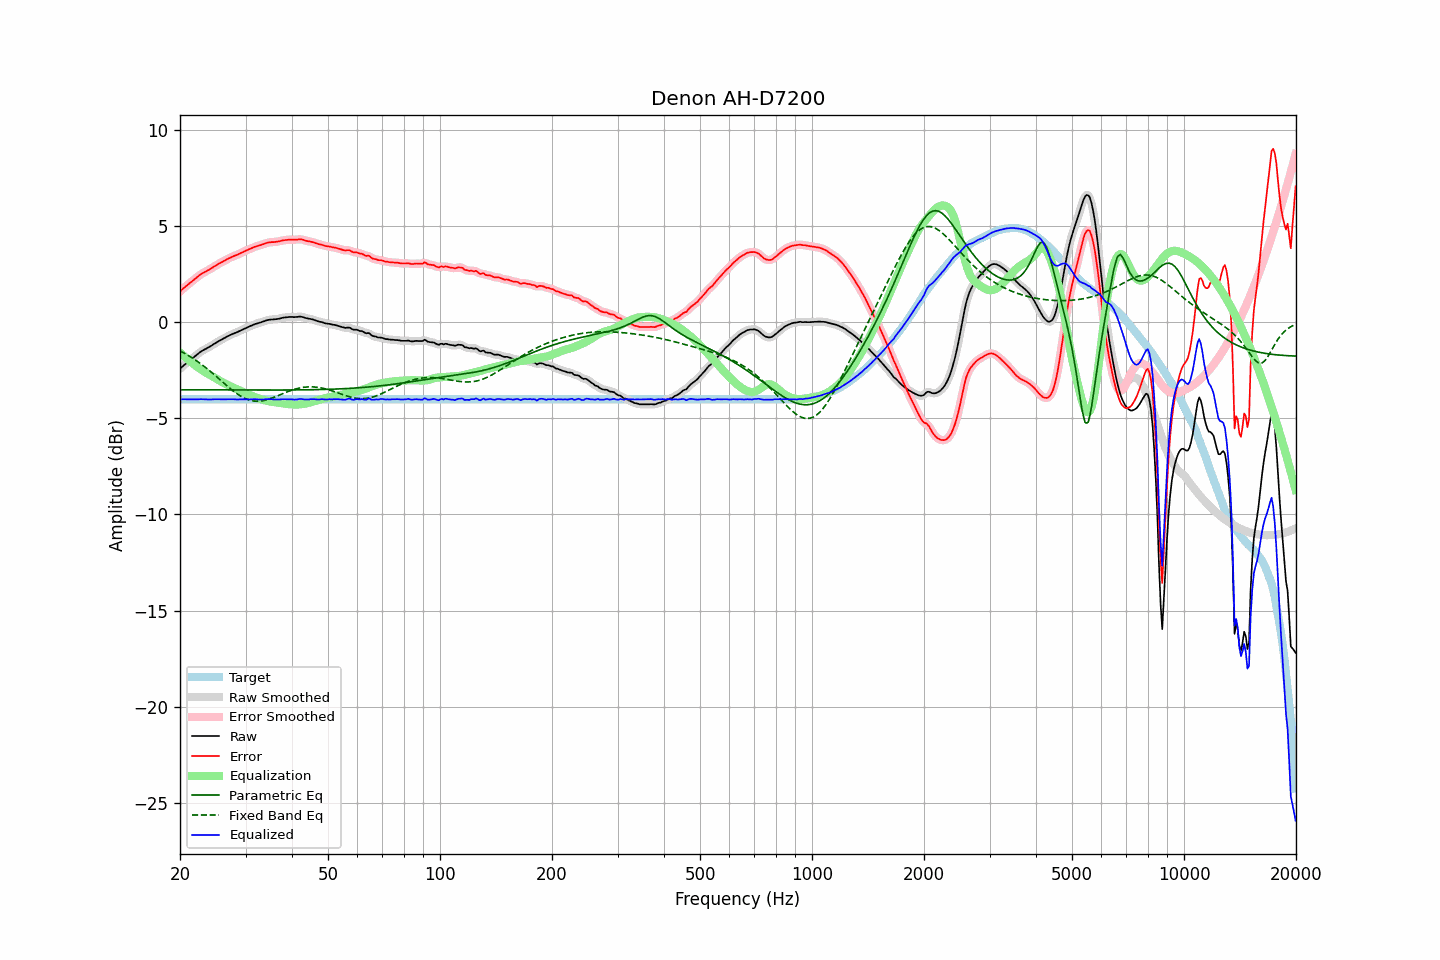 Denon AH-D7200
Amplitude (dBr)
10
5
0
−5
−10
−15
−20
−25
Target
Raw Smoothed
Error Smoothed
Raw
Error
Equalization
Parametric Eq
Fixed Band Eq
Equalized
20 50 100 200 500 1000 2000 5000 10000 20000
Frequency (Hz)